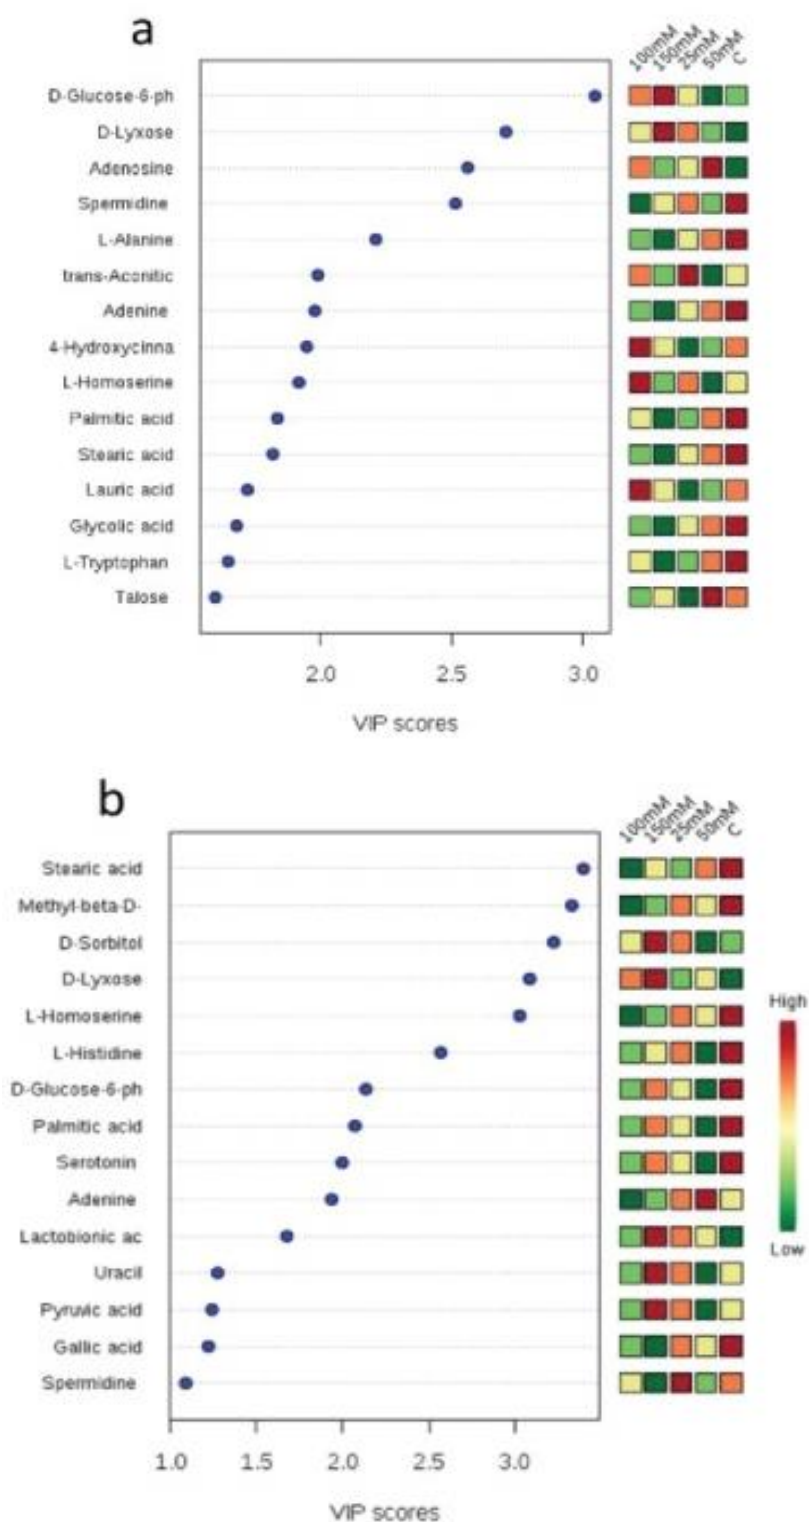 a
100mM 150mM 25mM 50mM C
D-Glucose-6-ph
D-Lyxose
Adenosine
Spermidine
L-Alanine
trans-Aconitic
Adenine
4-Hydroxycinna
L-Homoserine
Palmitic acid
Stearic acid
Lauric acid
Glycolic acid
L-Tryptophan
Talose
2.0 2.5 3.0
VIP scores
b
100mM 150mM 25mM 50mM C
Stearic acid
Methyl-beta-D-
D-Sorbitol
D-Lyxose
L-Homoserine
High
L-Histidine
D-Glucose-6-ph
Palmitic acid
Serotonin
Adenine
Lactobionic ac
Low
Uracil
Pyruvic acid
Gallic acid
Spermidine
1.0 1.5 2.0 2.5 3.0
VIP scores